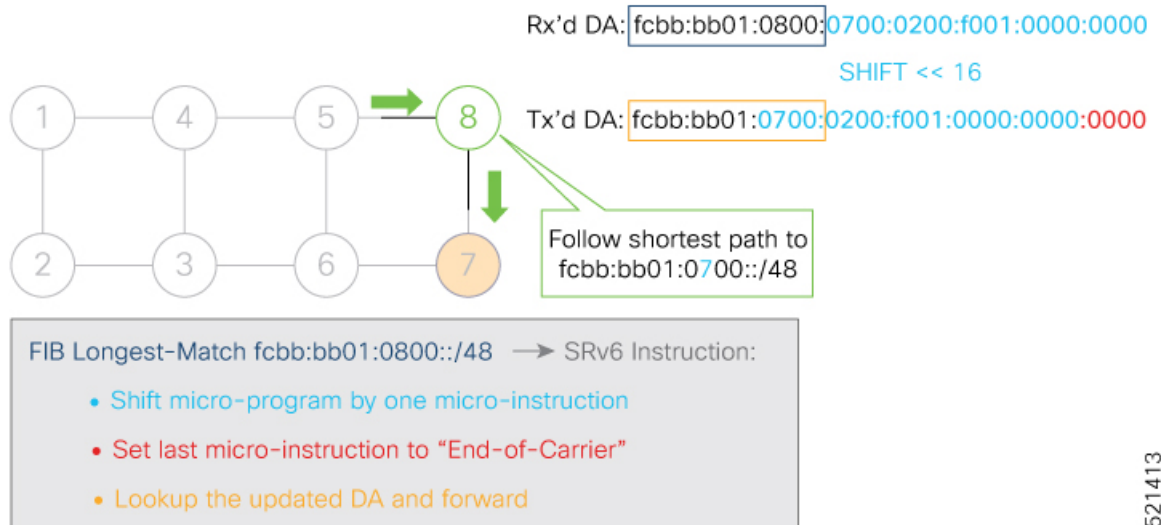 Rx'd DA: fcbb:bb01:0800:0700:0200:f001:0000:0000
SHIFT << 16
Tx'd DA: fcbb:bb01:0700:0200:f001:0000:0000:0000
1
4
5
8
2
3
6
7
Follow shortest path to
fcbb:bb01:0700::/48
FIB Longest-Match fcbb:bb01:0800::/48 → SRv6 Instruction:
• Shift micro-program by one micro-instruction
• Set last micro-instruction to “End-of-Carrier”
• Lookup the updated DA and forward
521413